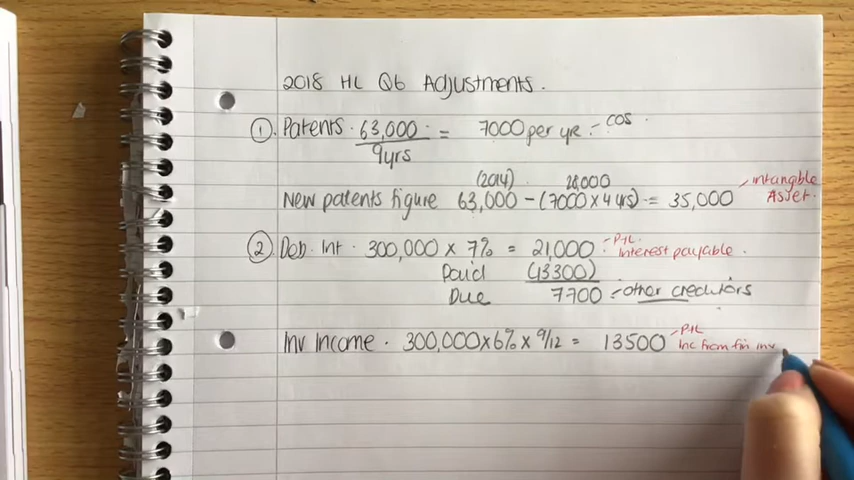 2018 HL Q6 Adjustments.
① Patents. 63,000 = 7000 per yr - COS
9yrs
(2014) 28,000
New patents figure 63,000 - (7000 x 4 yrs) = 35,000 - Intangible Asset.
② Deb. Int. 300,000 x 7% = 21,000 - P+L Interest payable.
Paid (13300)
Due 7700 - other creditors
Inv Income. 300,000 x 6% x 9/12 = 13500 - P+L Inc from fin inv